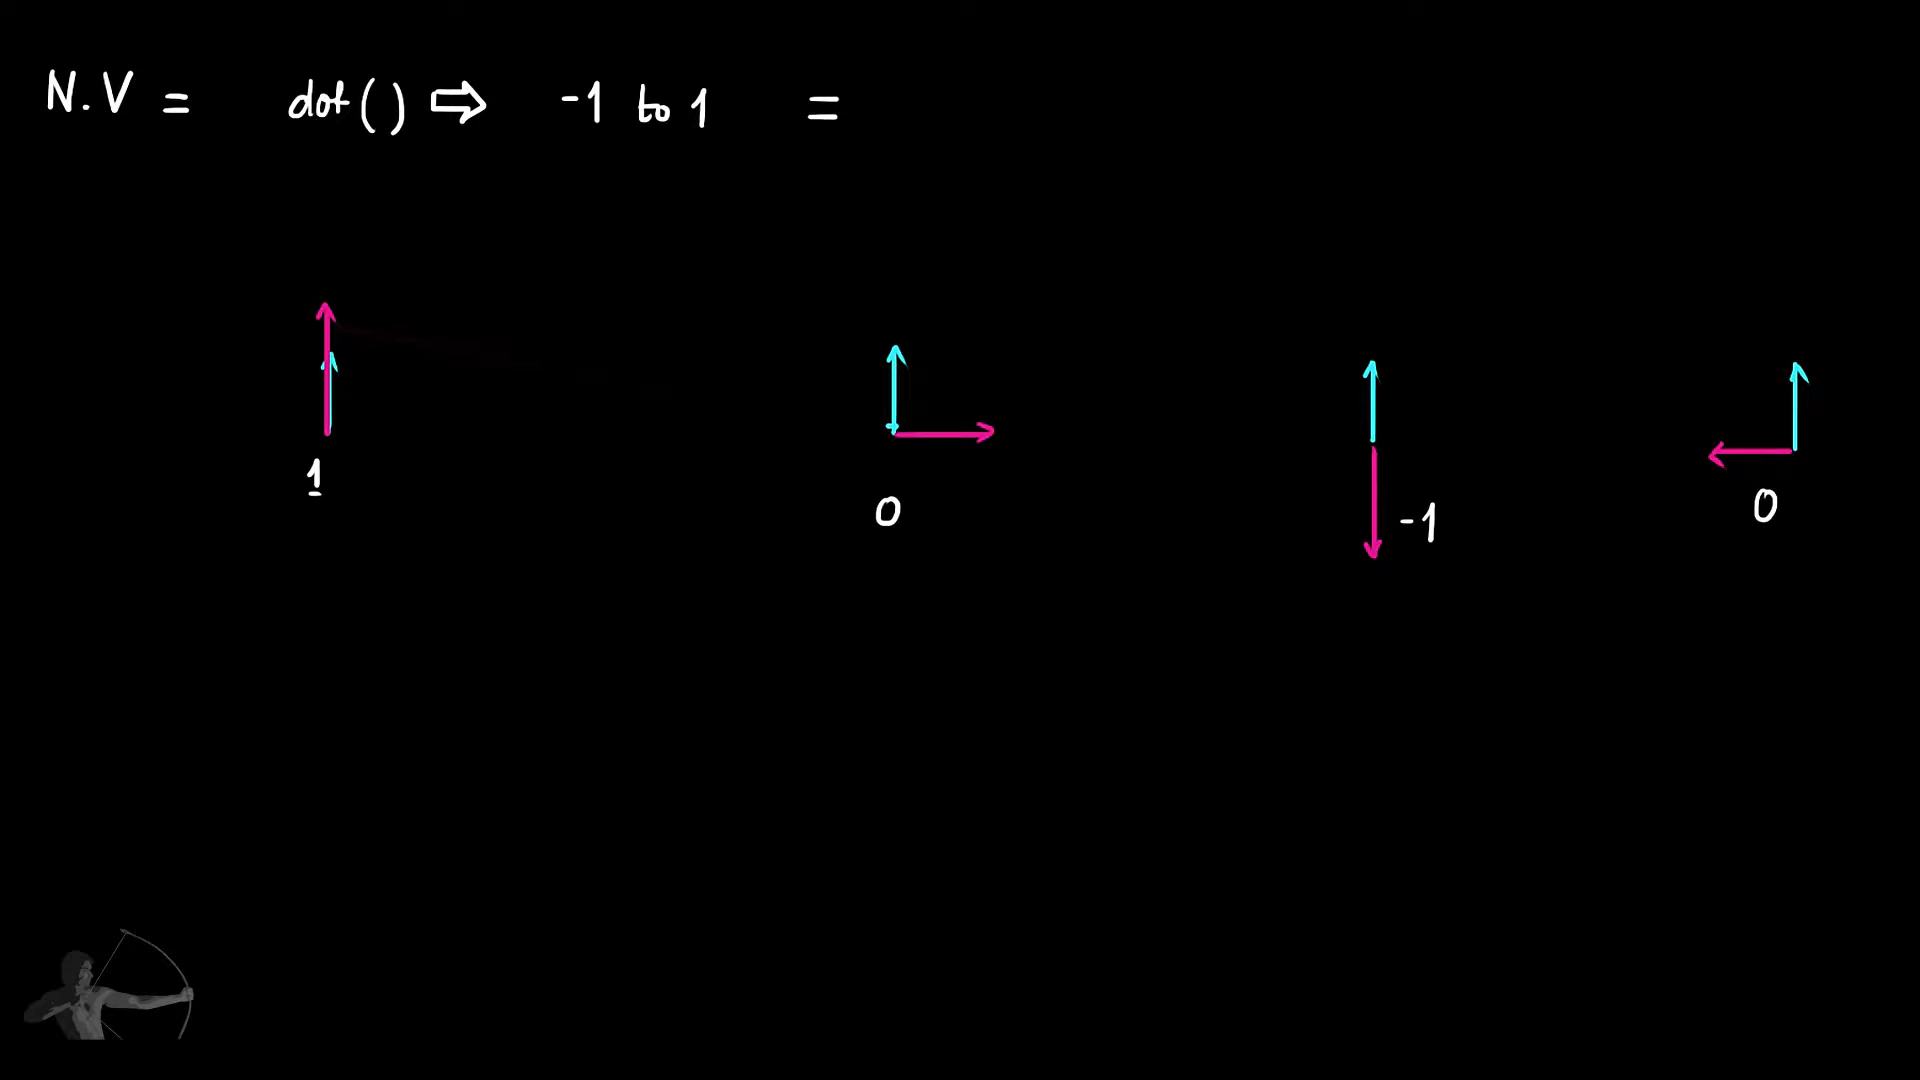 N.V = dot() ⇨ -1 to 1 =
1
0
-1
0